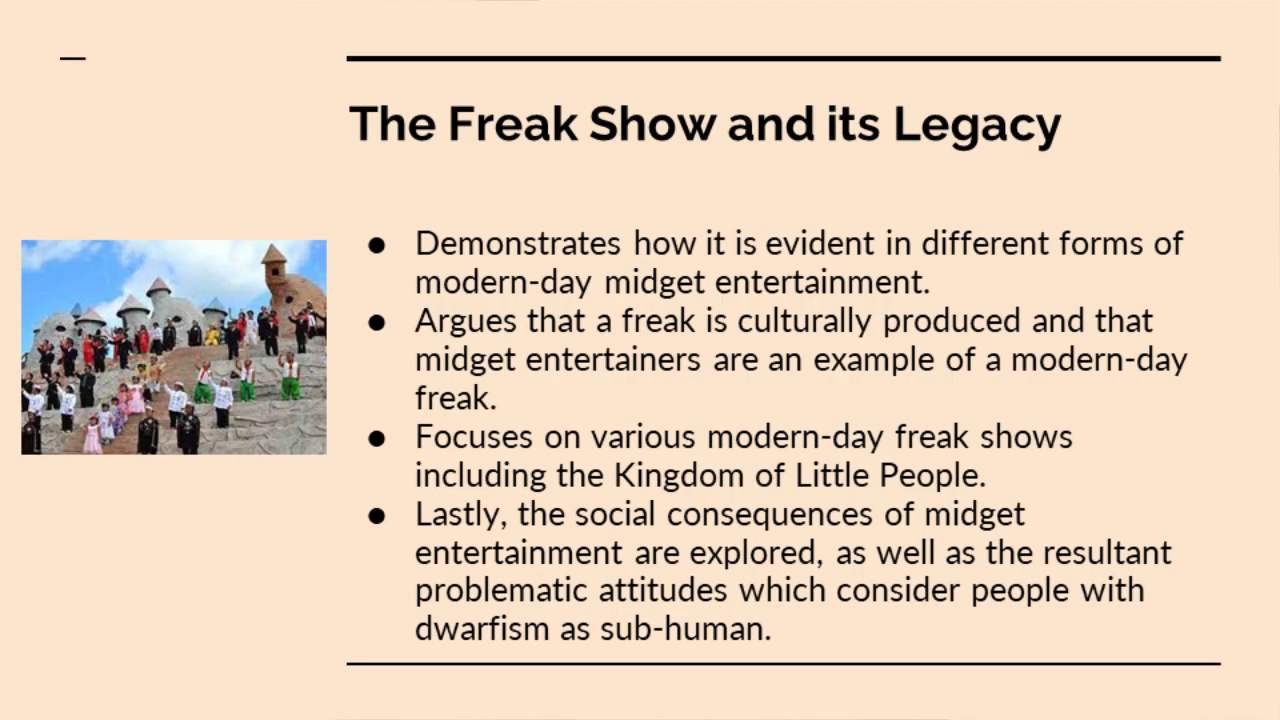 The Freak Show and its Legacy
● Demonstrates how it is evident in different forms of
modern-day midget entertainment.
● Argues that a freak is culturally produced and that
midget entertainers are an example of a modern-day
freak.
● Focuses on various modern-day freak shows
including the Kingdom of Little People.
● Lastly, the social consequences of midget
entertainment are explored, as well as the resultant
problematic attitudes which consider people with
dwarfism as sub-human.